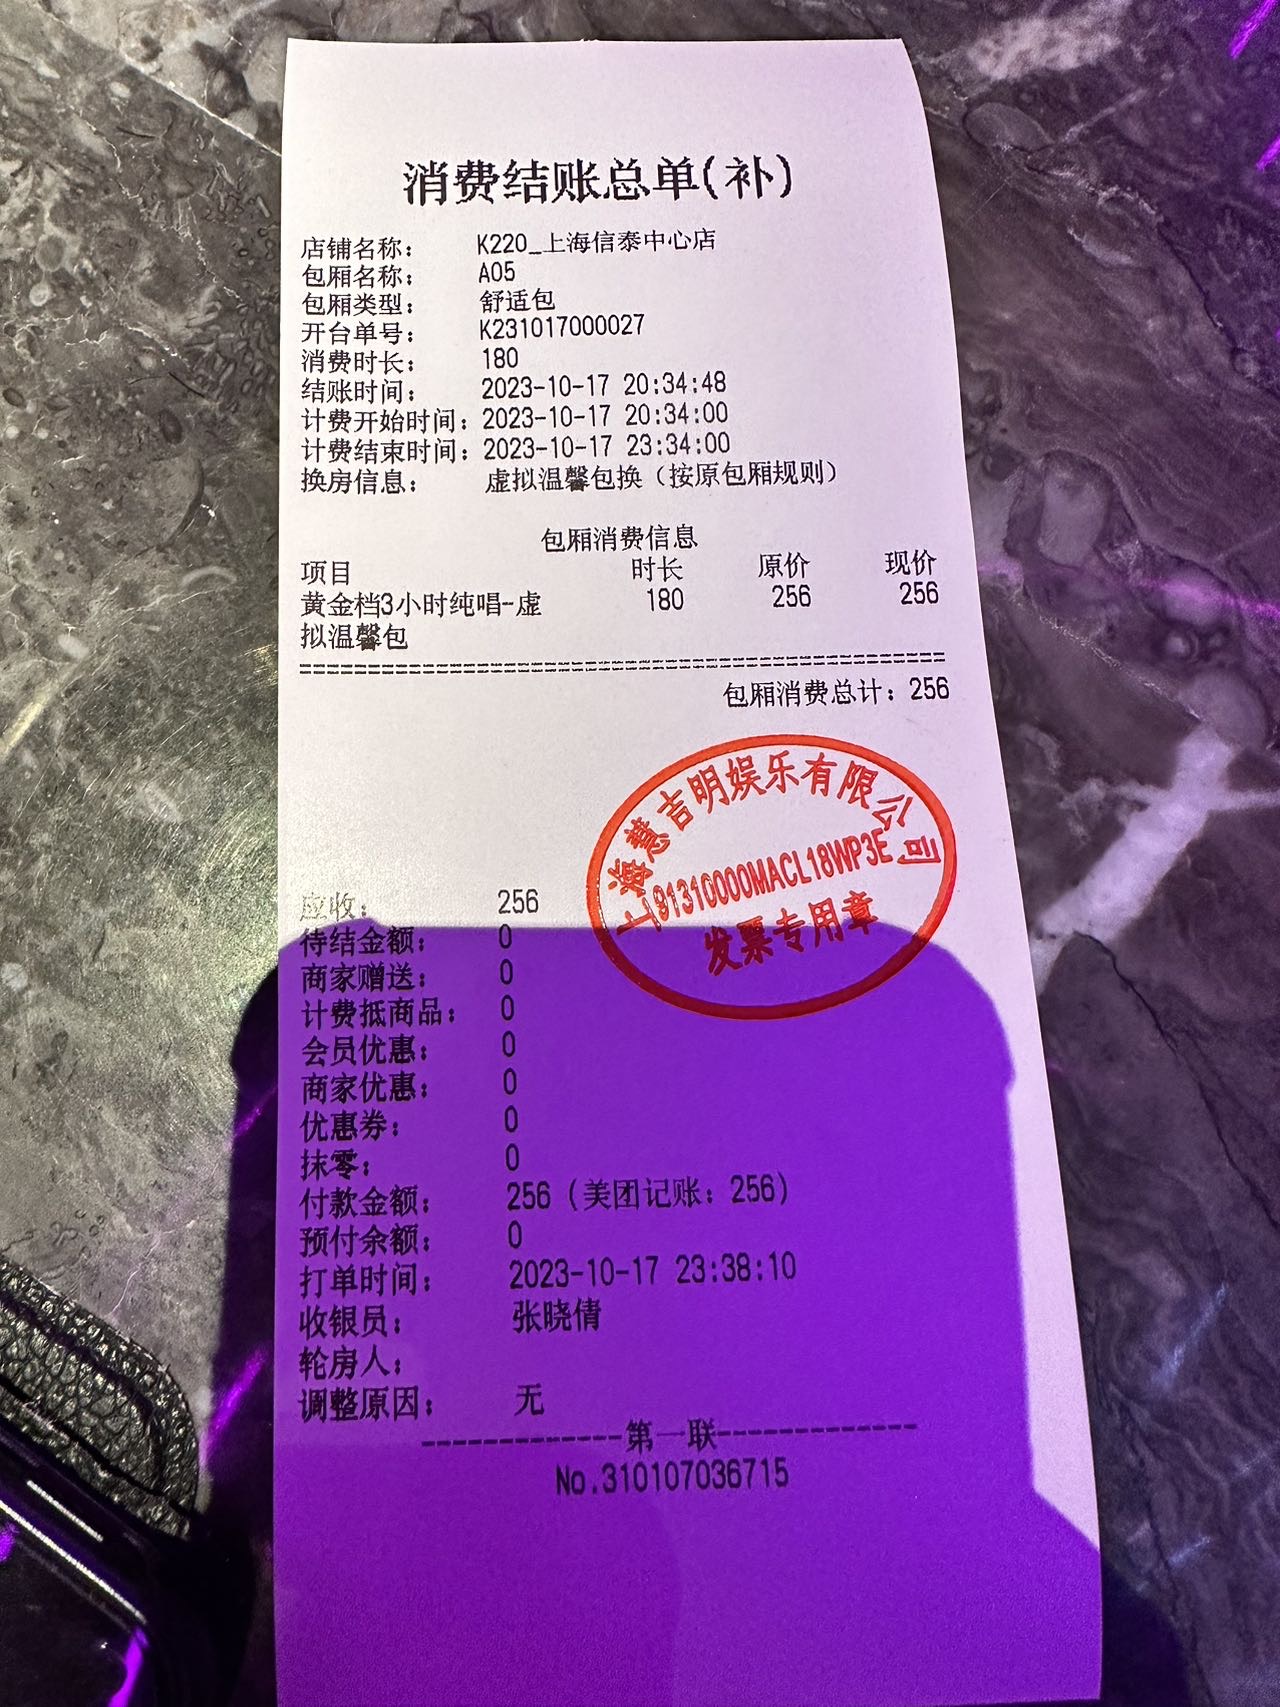 消费结账总单(补)
店铺名称: K220_上海信泰中心店
包厢名称: A05
包厢类型: 舒适包
开台单号: K231017000027
消费时长: 180
结账时间: 2023-10-17 20:34:48
计费开始时间: 2023-10-17 20:34:00
计费结束时间: 2023-10-17 23:34:00
换房信息: 虚拟温馨包换(按原包厢规则)
包厢消费信息
项目 时长 原价 现价
黄金档3小时纯唱-虚 180 256 256
拟温馨包
================================================
包厢消费总计: 256
上海慧吉明娱乐有限公司
91310000MACL18WP3E
发票专用章
应收: 256
待结金额: 0
商家赠送: 0
计费抵商品: 0
会员优惠: 0
商家优惠: 0
优惠券: 0
抹零: 0
付款金额: 256(美团记账: 256)
预付余额: 0
打单时间: 2023-10-17 23:38:10
收银员: 张晓倩
轮房人:
调整原因: 无
-------------第一联-------------
No.310107036715